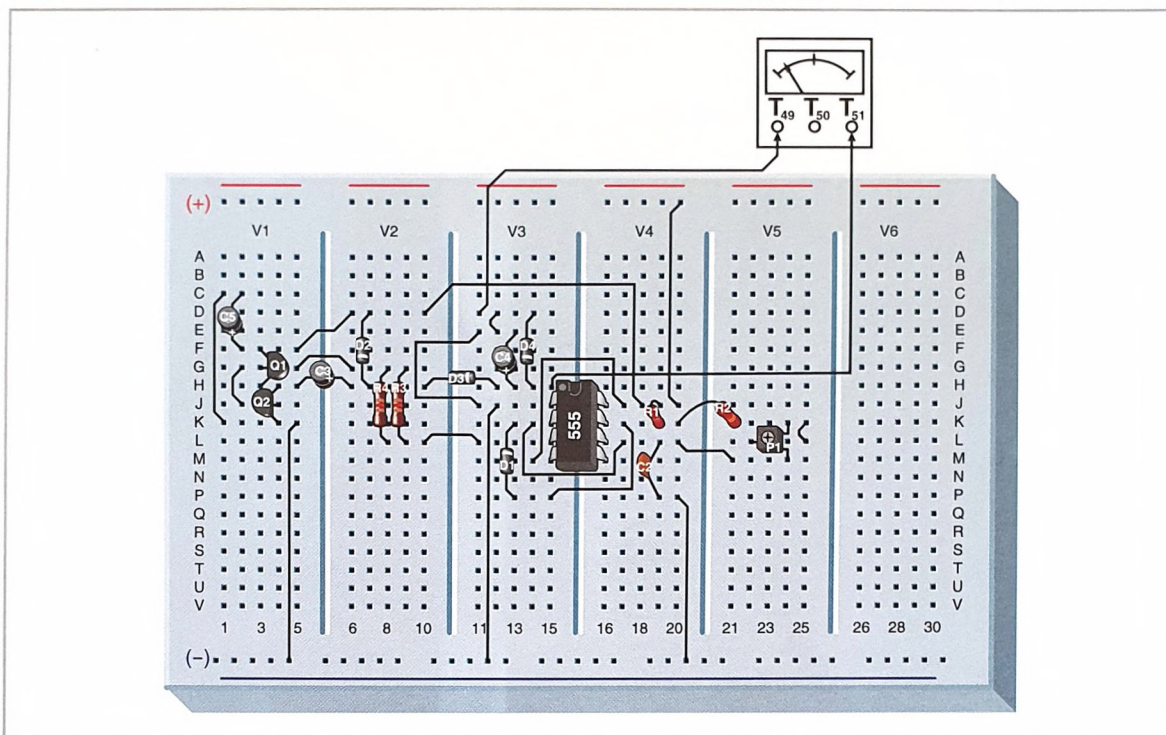 T49 T50 T51
(+)
V1 V2 V3 V4 V5 V6
A A
B B
C C
D D
C5
E E
F F
D2 D4
Q1 C4
G G
C3 D3
H H
R4 R3
J J
Q2 R1 R2
K K
555
L L
P1
M M
D1
N N
P P
Q Q
R R
S S
T T
U U
V V
1 3 5 6 8 10 11 13 15 16 18 20 21 23 25 26 28 30
(-)